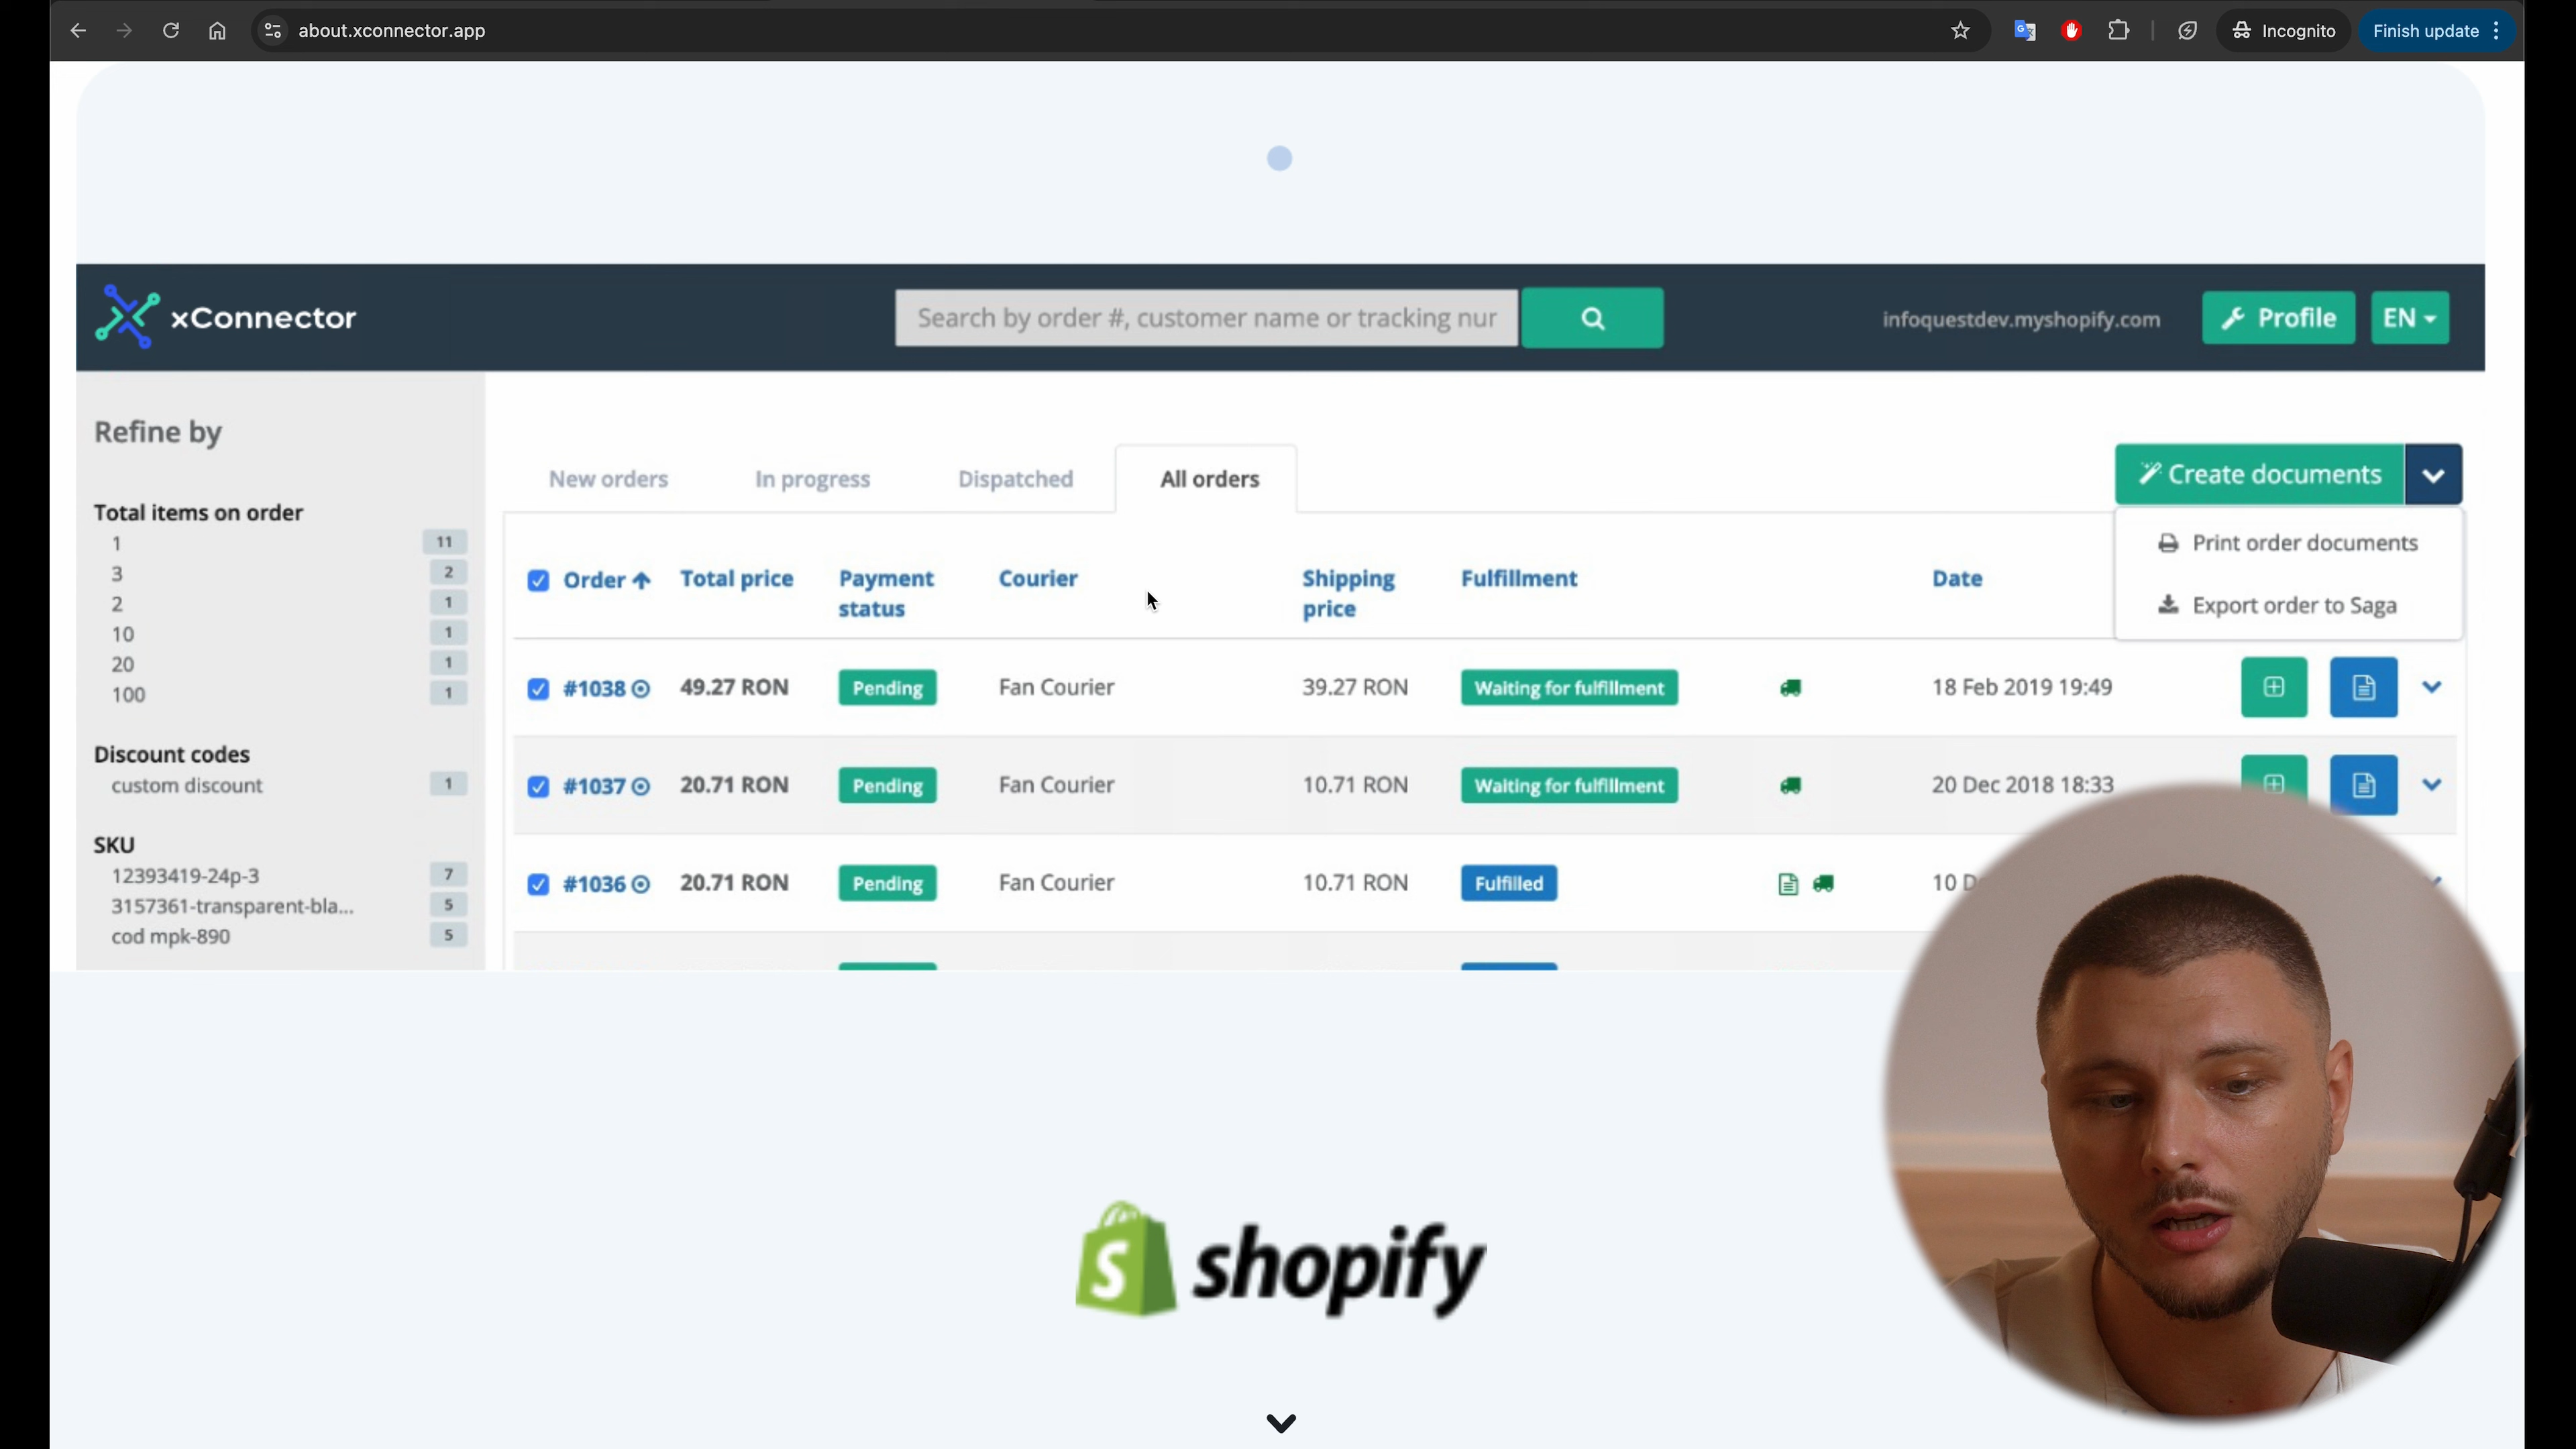 about.xconnector.app
Incognito
Finish update
xConnector
Search by order #, customer name or tracking nur
infoquestdev.myshopify.com
Profile
EN
Refine by
Total items on order
1 11
3 2
2 1
10 1
20 1
100 1
Discount codes
custom discount 1
SKU
12393419-24p-3 7
3157361-transparent-bla... 5
cod mpk-890 5
New orders In progress Dispatched All orders
Create documents
Print order documents
Export order to Saga
Order Total price Payment status Courier Shipping price Fulfillment Date
#1038 49.27 RON Pending Fan Courier 39.27 RON Waiting for fulfillment 18 Feb 2019 19:49
#1037 20.71 RON Pending Fan Courier 10.71 RON Waiting for fulfillment 20 Dec 2018 18:33
#1036 20.71 RON Pending Fan Courier 10.71 RON Fulfilled 10
shopify